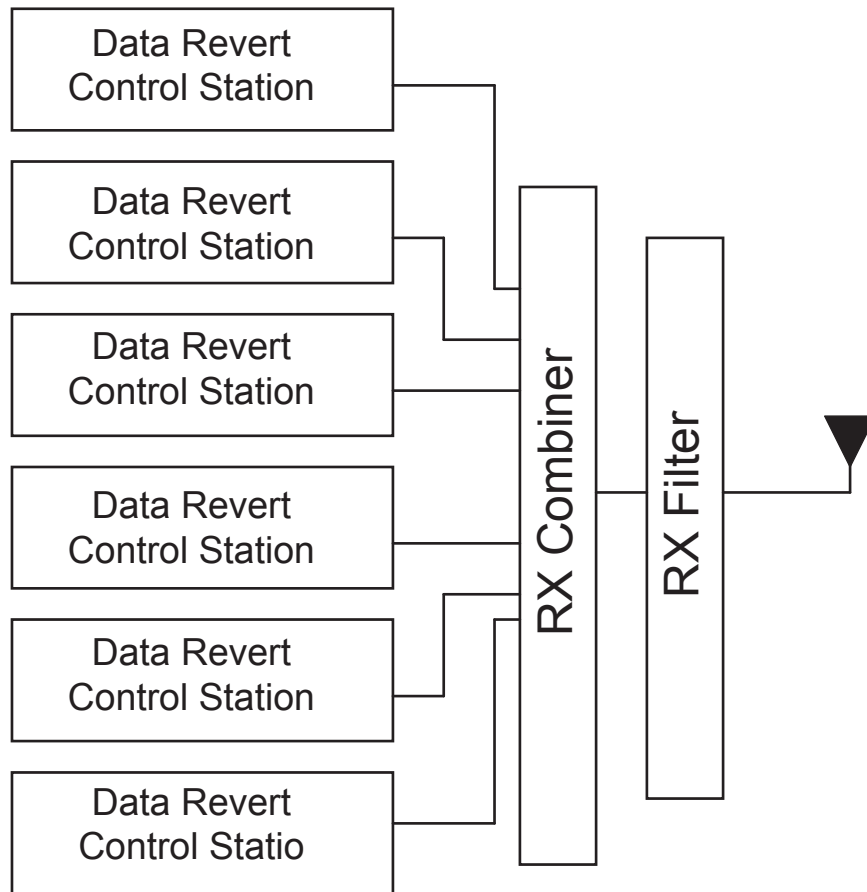 Data Revert
Control Station
Data Revert
Control Station
Data Revert
Control Station
Data Revert
Control Station
Data Revert
Control Station
Data Revert
Control Statio
RX Combiner
RX Filter